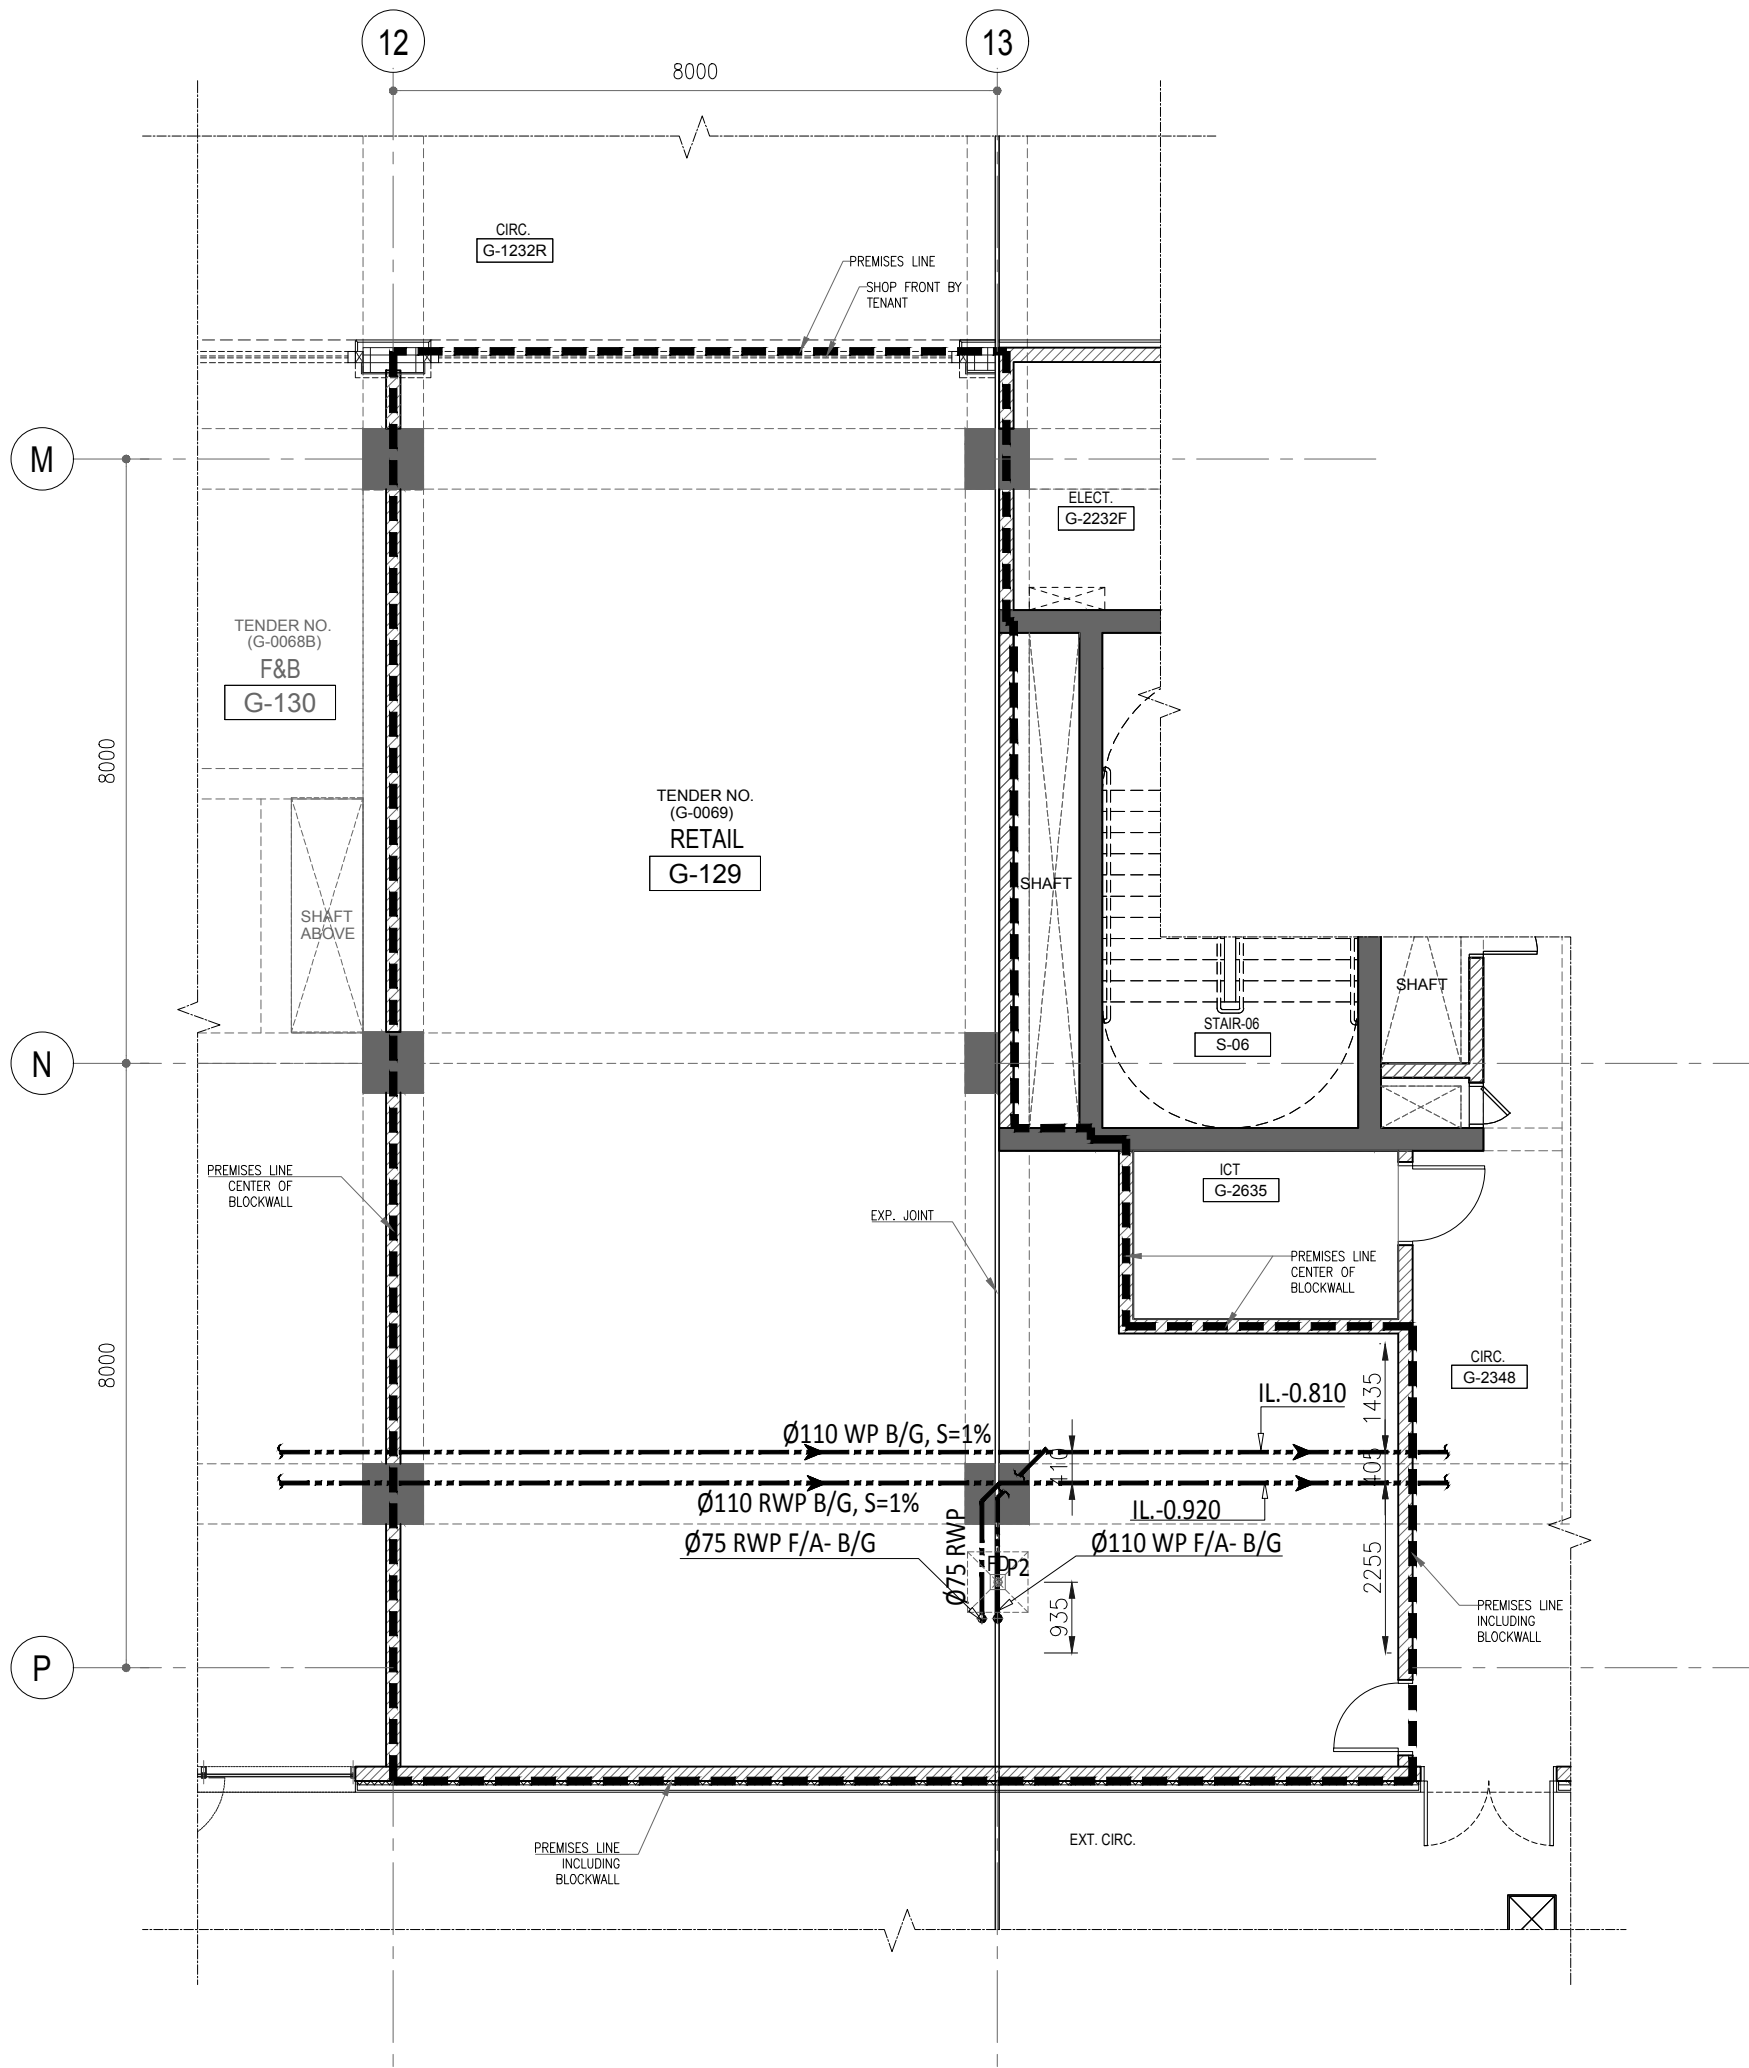 12
13
8000
CIRC.
G-1232R
PREMISES LINE
SHOP FRONT BY
TENANT
M
ELECT.
G-2232F
TENDER NO.
(G-0068B)
F&B
G-130
8000
TENDER NO.
(G-0069)
RETAIL
G-129
SHAFT
SHAFT
ABOVE
SHAFT
STAIR-06
S-06
N
PREMISES LINE
CENTER OF
BLOCKWALL
ICT
G-2635
EXP. JOINT
PREMISES LINE
CENTER OF
BLOCKWALL
8000
CIRC.
G-2348
IL.-0.810
1435
Ø110 WP B/G, S=1%
410
405
Ø110 RWP B/G, S=1%
IL.-0.920
Ø75 RWP F/A- B/G
Ø75 RWP
Ø110 WP F/A- B/G
FD
P2
2255
935
PREMISES LINE
INCLUDING
BLOCKWALL
P
PREMISES LINE
INCLUDING
BLOCKWALL
EXT. CIRC.